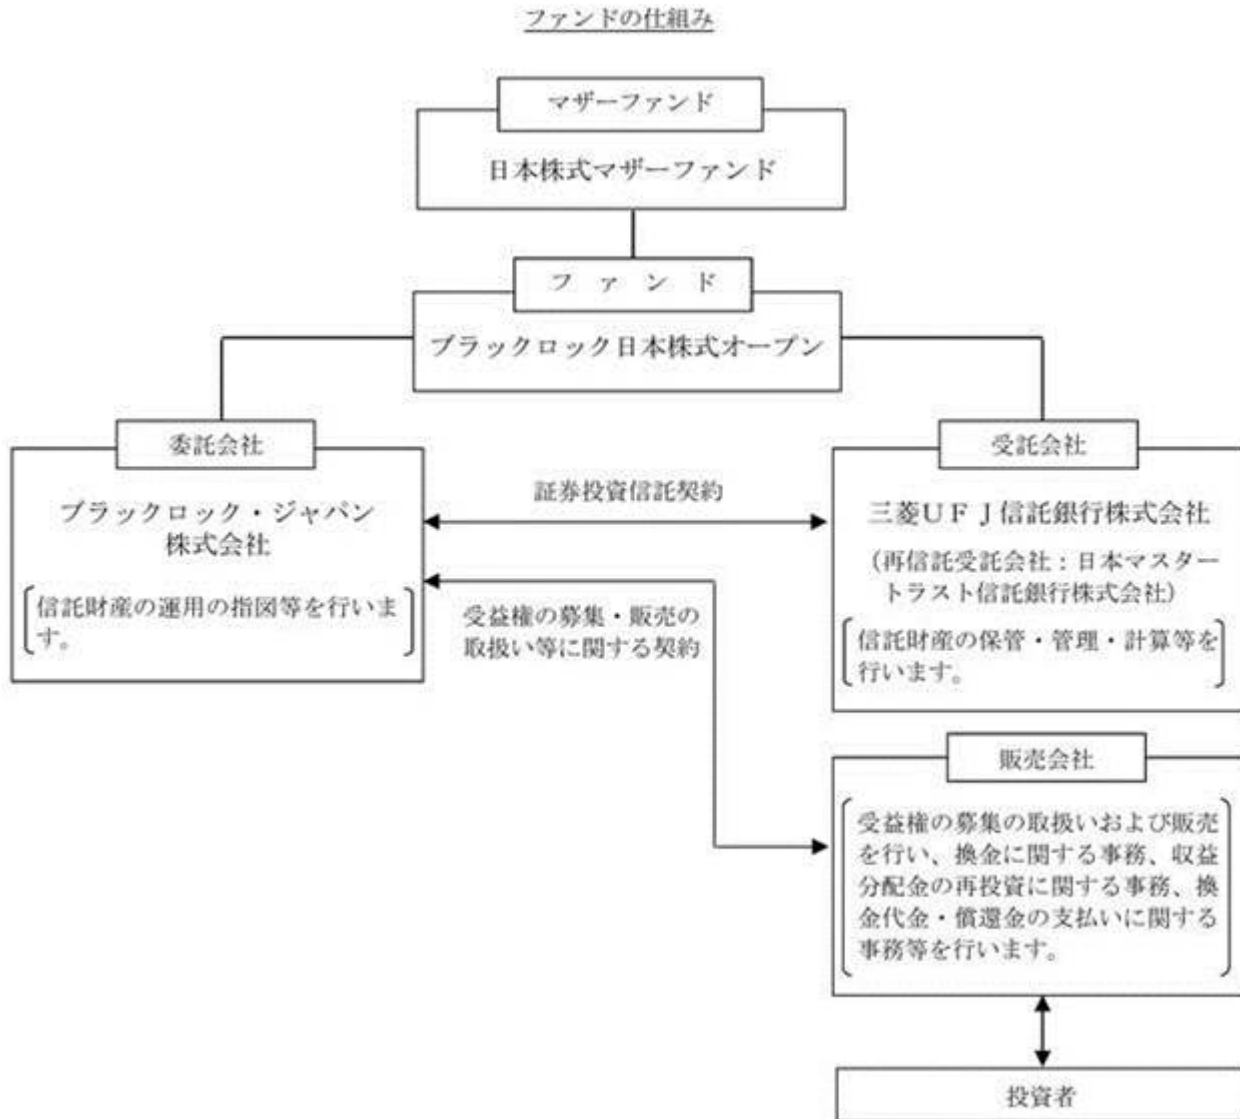 ファンドの仕組み
マザーファンド
日本株式マザーファンド
ファンド
ブラックロック日本株式オープン
委託会社
ブラックロック・ジャパン
株式会社
信託財産の運用の指図等を行いま
す。
証券投資信託契約
受益権の募集・販売の
取扱い等に関する契約
受託会社
三菱UFJ信託銀行株式会社
（再信託受託会社：日本マスター
トラスト信託銀行株式会社）
信託財産の保管・管理・計算等を
行います。
販売会社
受益権の募集の取扱いおよび販売
を行い、換金に関する事務、収益
分配金の再投資に関する事務、換
金代金・償還金の支払いに関する
事務等を行います。
投資者